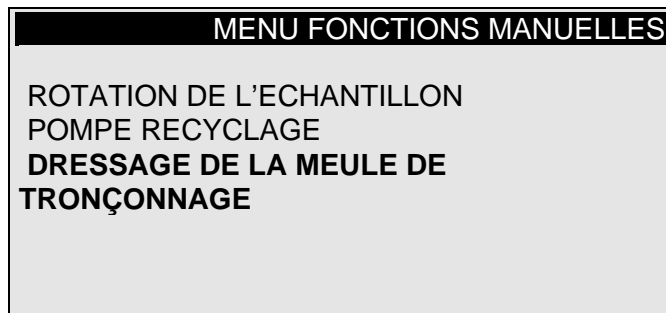 MENU FONCTIONS MANUELLES
ROTATION DE L’ECHANTILLON
POMPE RECYCLAGE
DRESSAGE DE LA MEULE DE
TRONÇONNAGE